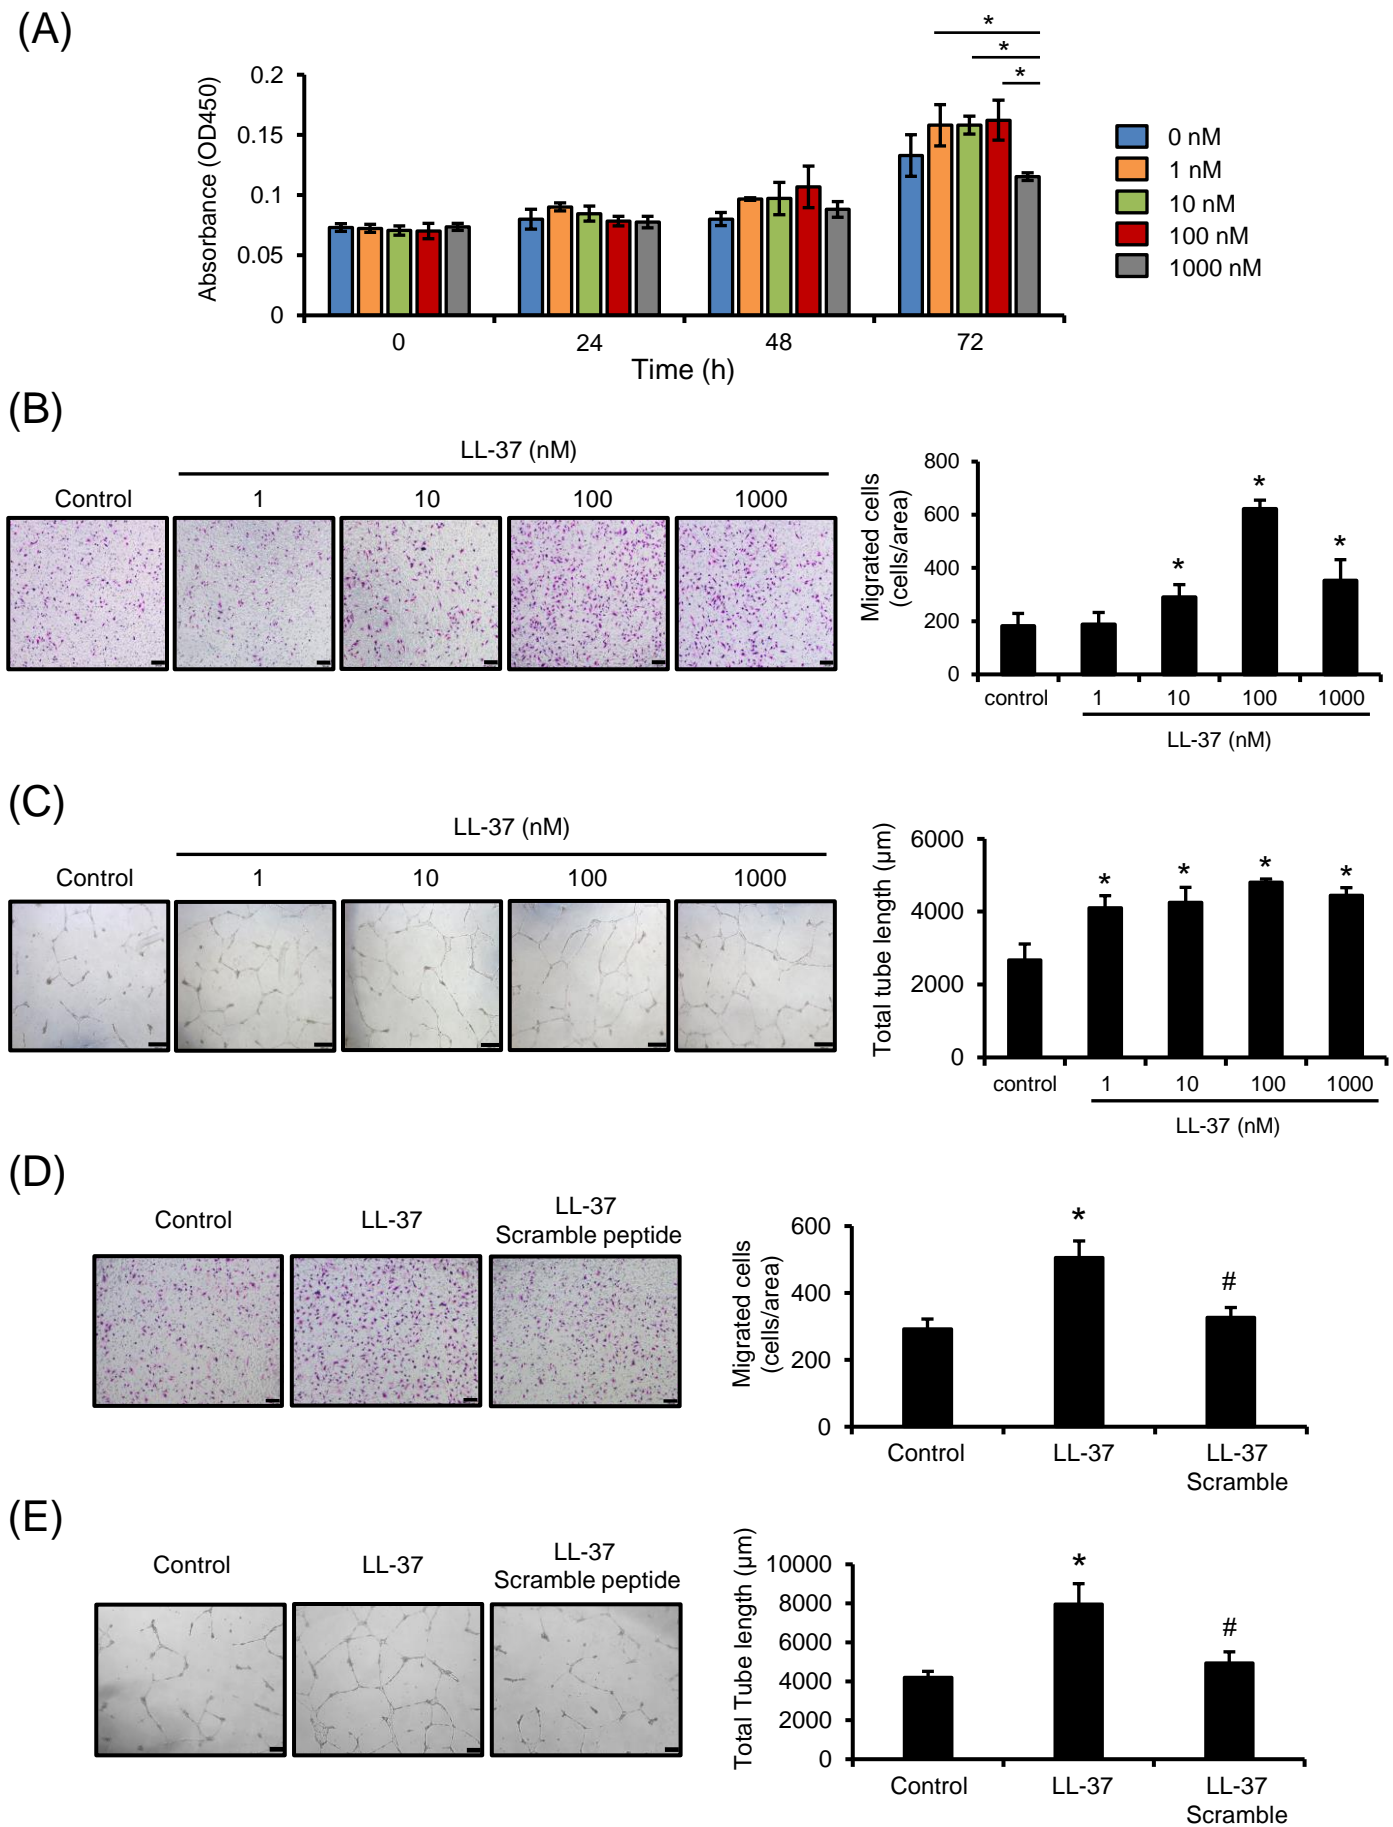 (A)
*
*
*
Absorbance (OD450)
0.2
0.15
0.1
0.05
0
0 24 48 72
Time (h)
0 nM
1 nM
10 nM
100 nM
1000 nM
(B)
LL-37 (nM)
Control 1 10 100 1000
Migrated cells
(cells/area)
800
600
400
200
0
* * *
control 1 10 100 1000
LL-37 (nM)
(C)
LL-37 (nM)
Control 1 10 100 1000
Total tube length (μm)
6000
4000
2000
0
* * * *
control 1 10 100 1000
LL-37 (nM)
(D)
Control LL-37 LL-37
Scramble peptide
Migrated cells
(cells/area)
600
400
200
0
* #
Control LL-37 LL-37
Scramble
(E)
Control LL-37 LL-37
Scramble peptide
Total Tube length (μm)
10000
8000
6000
4000
2000
0
* #
Control LL-37 LL-37
Scramble